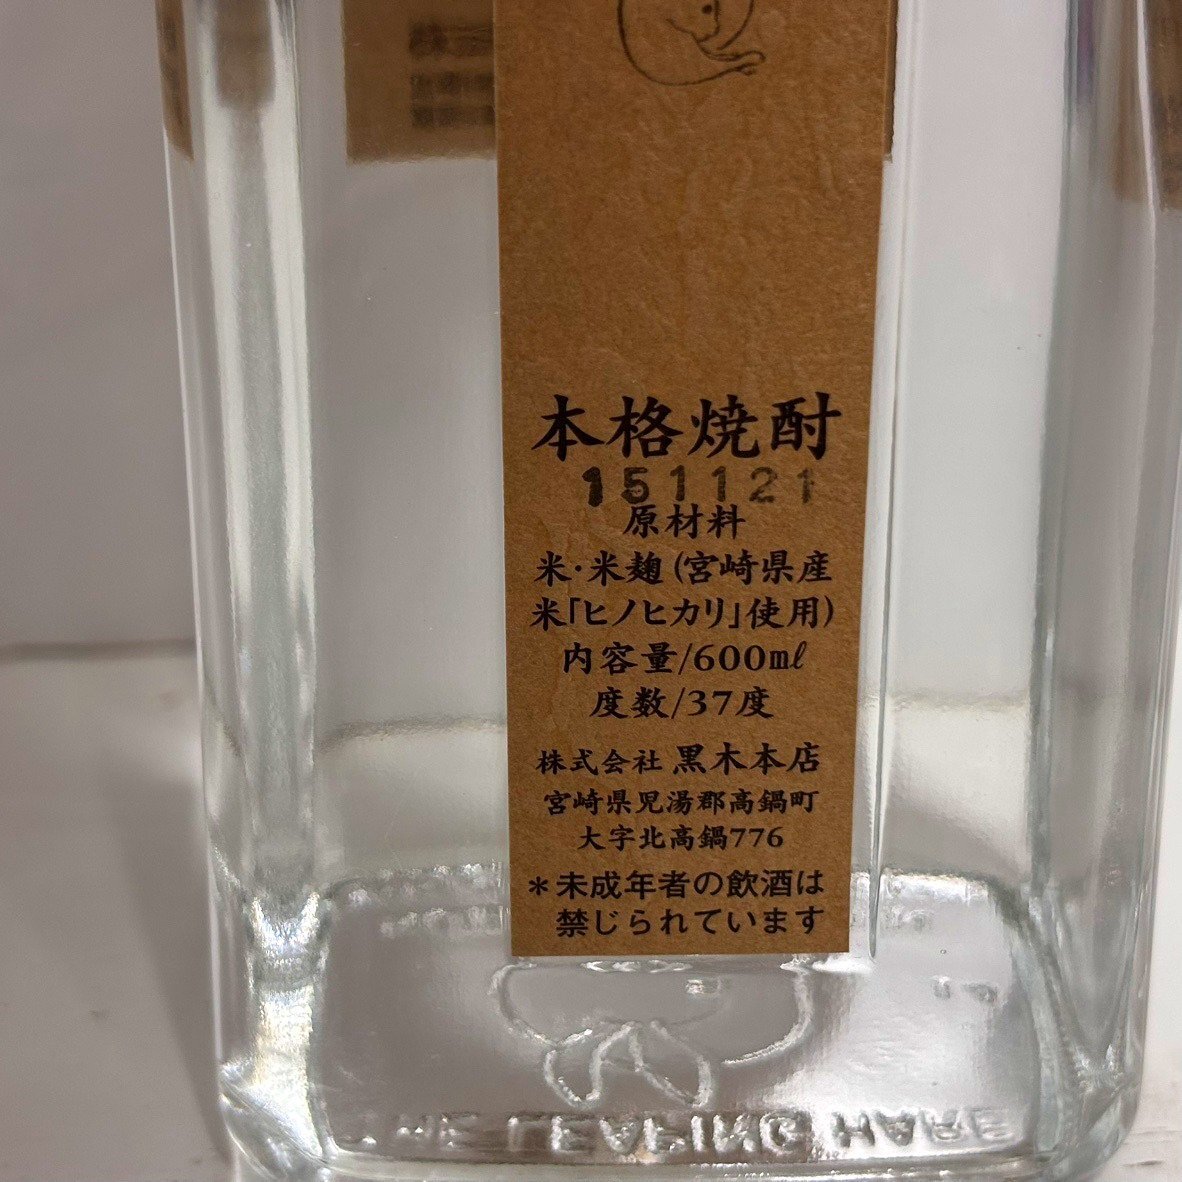 本格焼酎
151121
原材料
米・米麹(宮崎県産
米「ヒノヒカリ」使用)
内容量/600mℓ
度数/37度
株式会社 黒木本店
宮崎県児湯郡高鍋町
大字北高鍋776
＊未成年者の飲酒は
禁じられています
THE LEAPING HARE